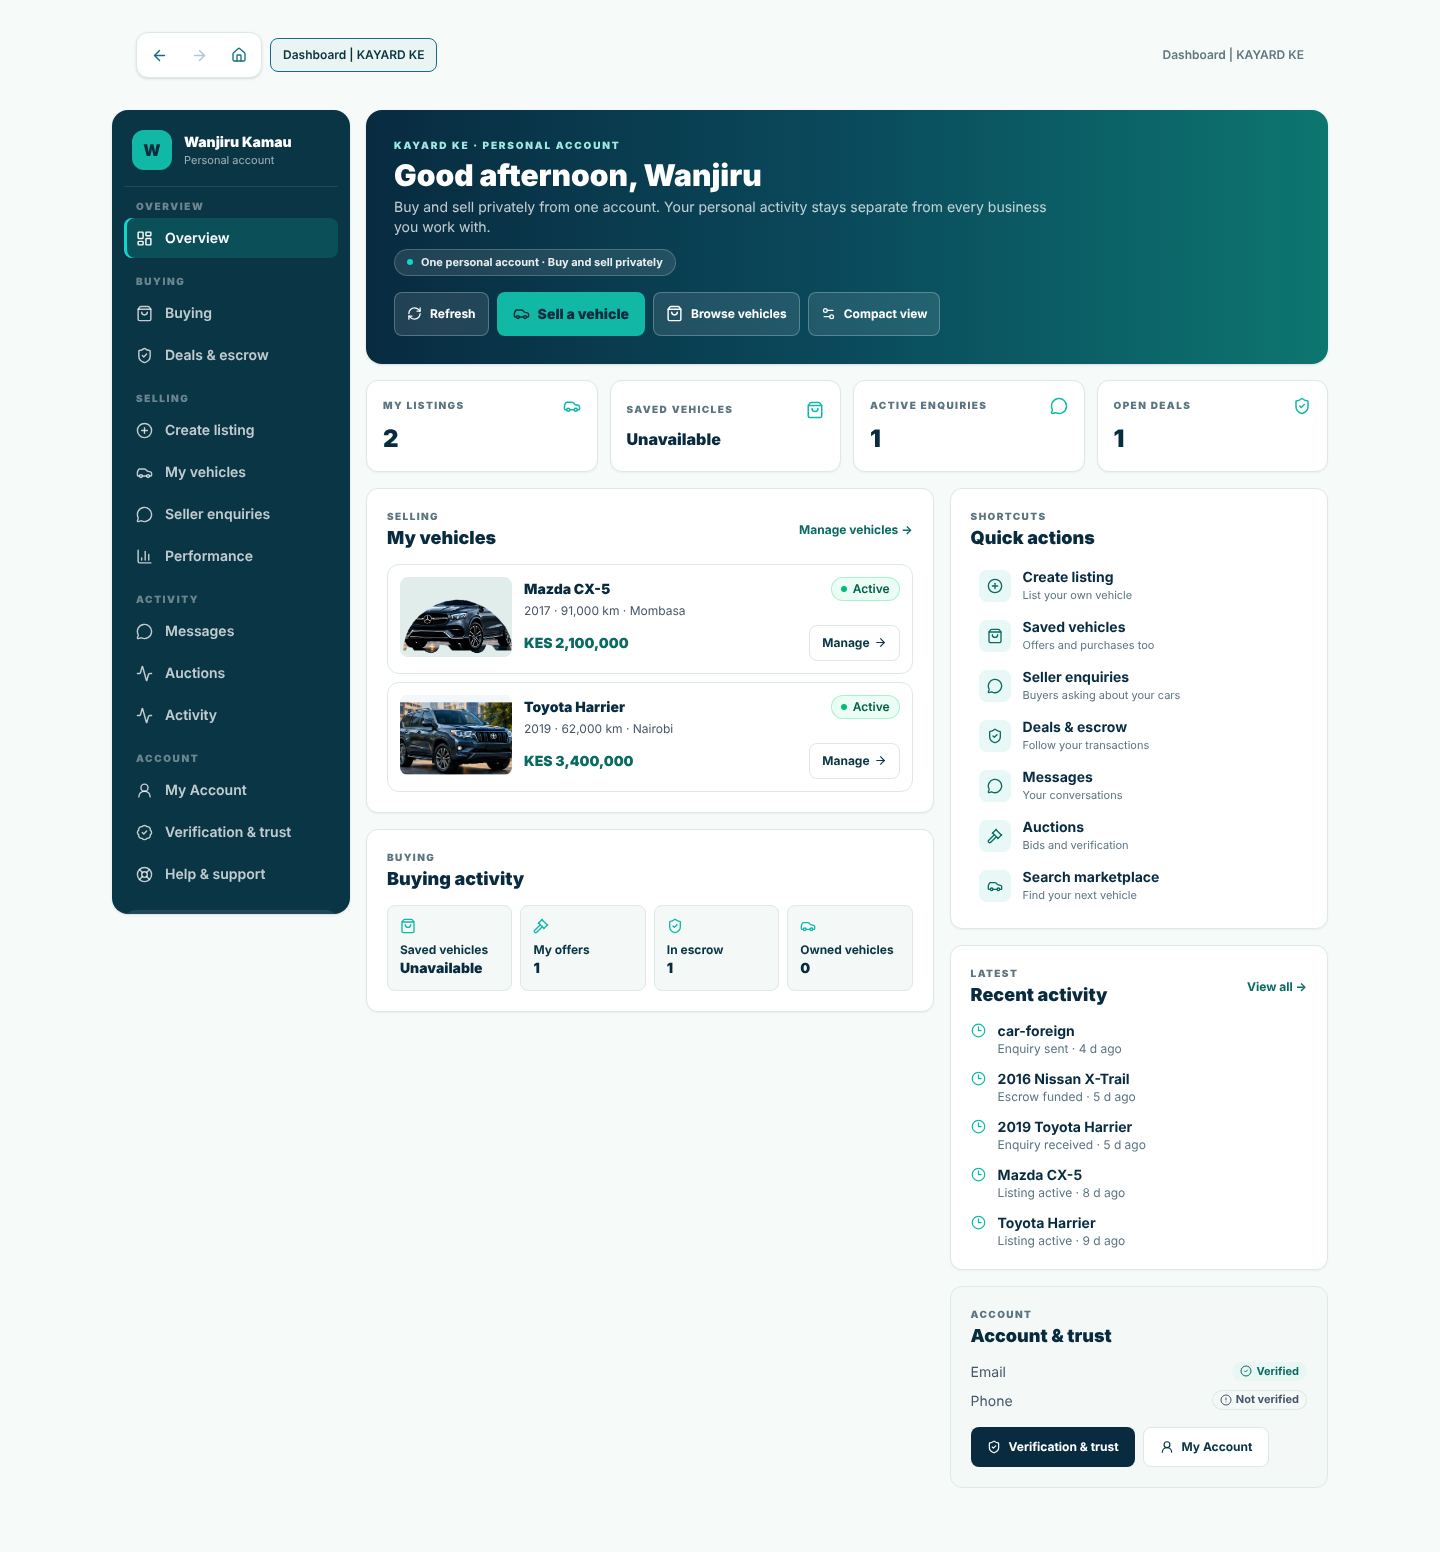 Dashboard | KAYARD KE
Dashboard | KAYARD KE
W
Wanjiru Kamau
Personal account
OVERVIEW
Overview
BUYING
Buying
Deals & escrow
SELLING
Create listing
My vehicles
Seller enquiries
Performance
ACTIVITY
Messages
Auctions
Activity
ACCOUNT
My Account
Verification & trust
Help & support
KAYARD KE · PERSONAL ACCOUNT
Good afternoon, Wanjiru
Buy and sell privately from one account. Your personal activity stays separate from every business
you work with.
One personal account · Buy and sell privately
Refresh
Sell a vehicle
Browse vehicles
Compact view
MY LISTINGS
2
SAVED VEHICLES
Unavailable
ACTIVE ENQUIRIES
1
OPEN DEALS
1
SELLING
My vehicles
Manage vehicles →
Mazda CX-5
2017 · 91,000 km · Mombasa
KES 2,100,000
Active
Manage →
Toyota Harrier
2019 · 62,000 km · Nairobi
KES 3,400,000
Active
Manage →
BUYING
Buying activity
Saved vehicles
Unavailable
My offers
1
In escrow
1
Owned vehicles
0
SHORTCUTS
Quick actions
Create listing
List your own vehicle
Saved vehicles
Offers and purchases too
Seller enquiries
Buyers asking about your cars
Deals & escrow
Follow your transactions
Messages
Your conversations
Auctions
Bids and verification
Search marketplace
Find your next vehicle
LATEST
Recent activity
View all →
car-foreign
Enquiry sent · 4 d ago
2016 Nissan X-Trail
Escrow funded · 5 d ago
2019 Toyota Harrier
Enquiry received · 5 d ago
Mazda CX-5
Listing active · 8 d ago
Toyota Harrier
Listing active · 9 d ago
ACCOUNT
Account & trust
Email
Verified
Phone
Not verified
Verification & trust
My Account